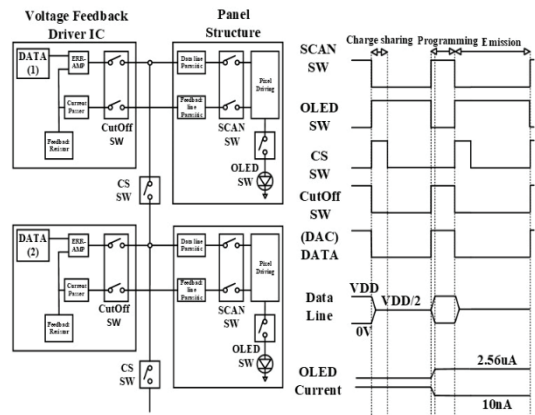 Voltage Feedback
Driver IC
Panel
Structure
DATA
(1)
ERR-
AMP
Current
Passer
Feedback
Resistor
CutOff
SW
Data line
Parasitic
Feedback
line
Parasitic
SCAN
SW
Pixel
Driving
OLED
SW
CS
SW
DATA
(2)
ERR-
AMP
Current
Passer
Feedback
Resistor
CutOff
SW
Data line
Parasitic
Feedback
line
Parasitic
SCAN
SW
Pixel
Driving
OLED
SW
CS
SW
Charge sharing
Programming
Emission
SCAN
SW
OLED
SW
CS
SW
CutOff
SW
(DAC)
DATA
Data
Line
VDD
VDD/2
0V
OLED
Current
2.56uA
10nA